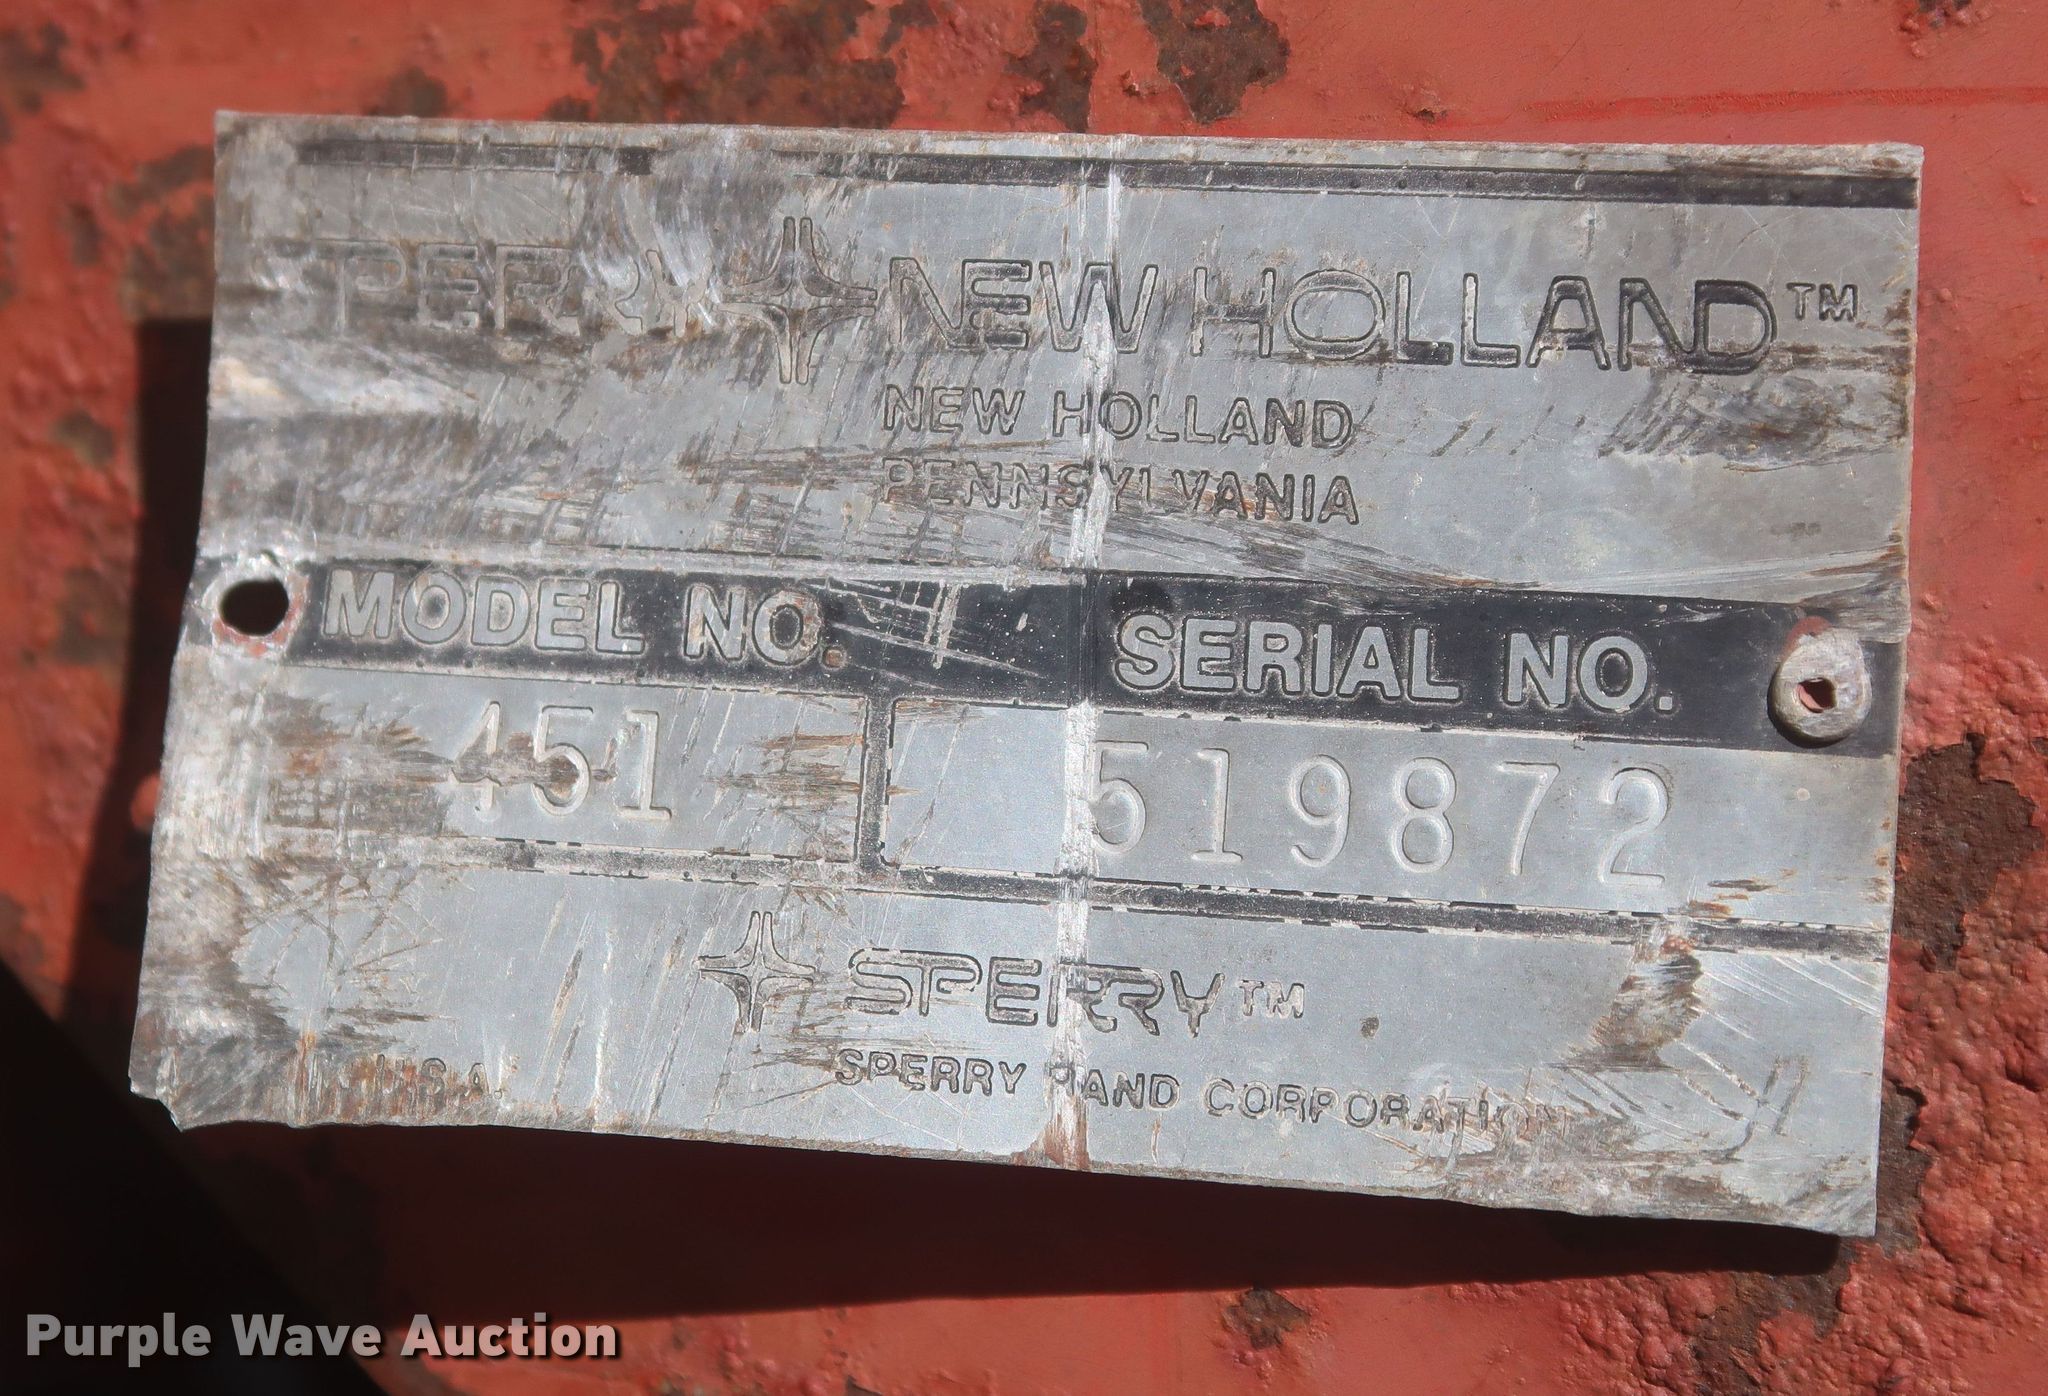 SPERRY NEW HOLLAND™
NEW HOLLAND
PENNSYLVANIA
MODEL NO. SERIAL NO.
451 519872
SPERRY™
U.S.A. SPERRY RAND CORPORATION
Purple Wave Auction